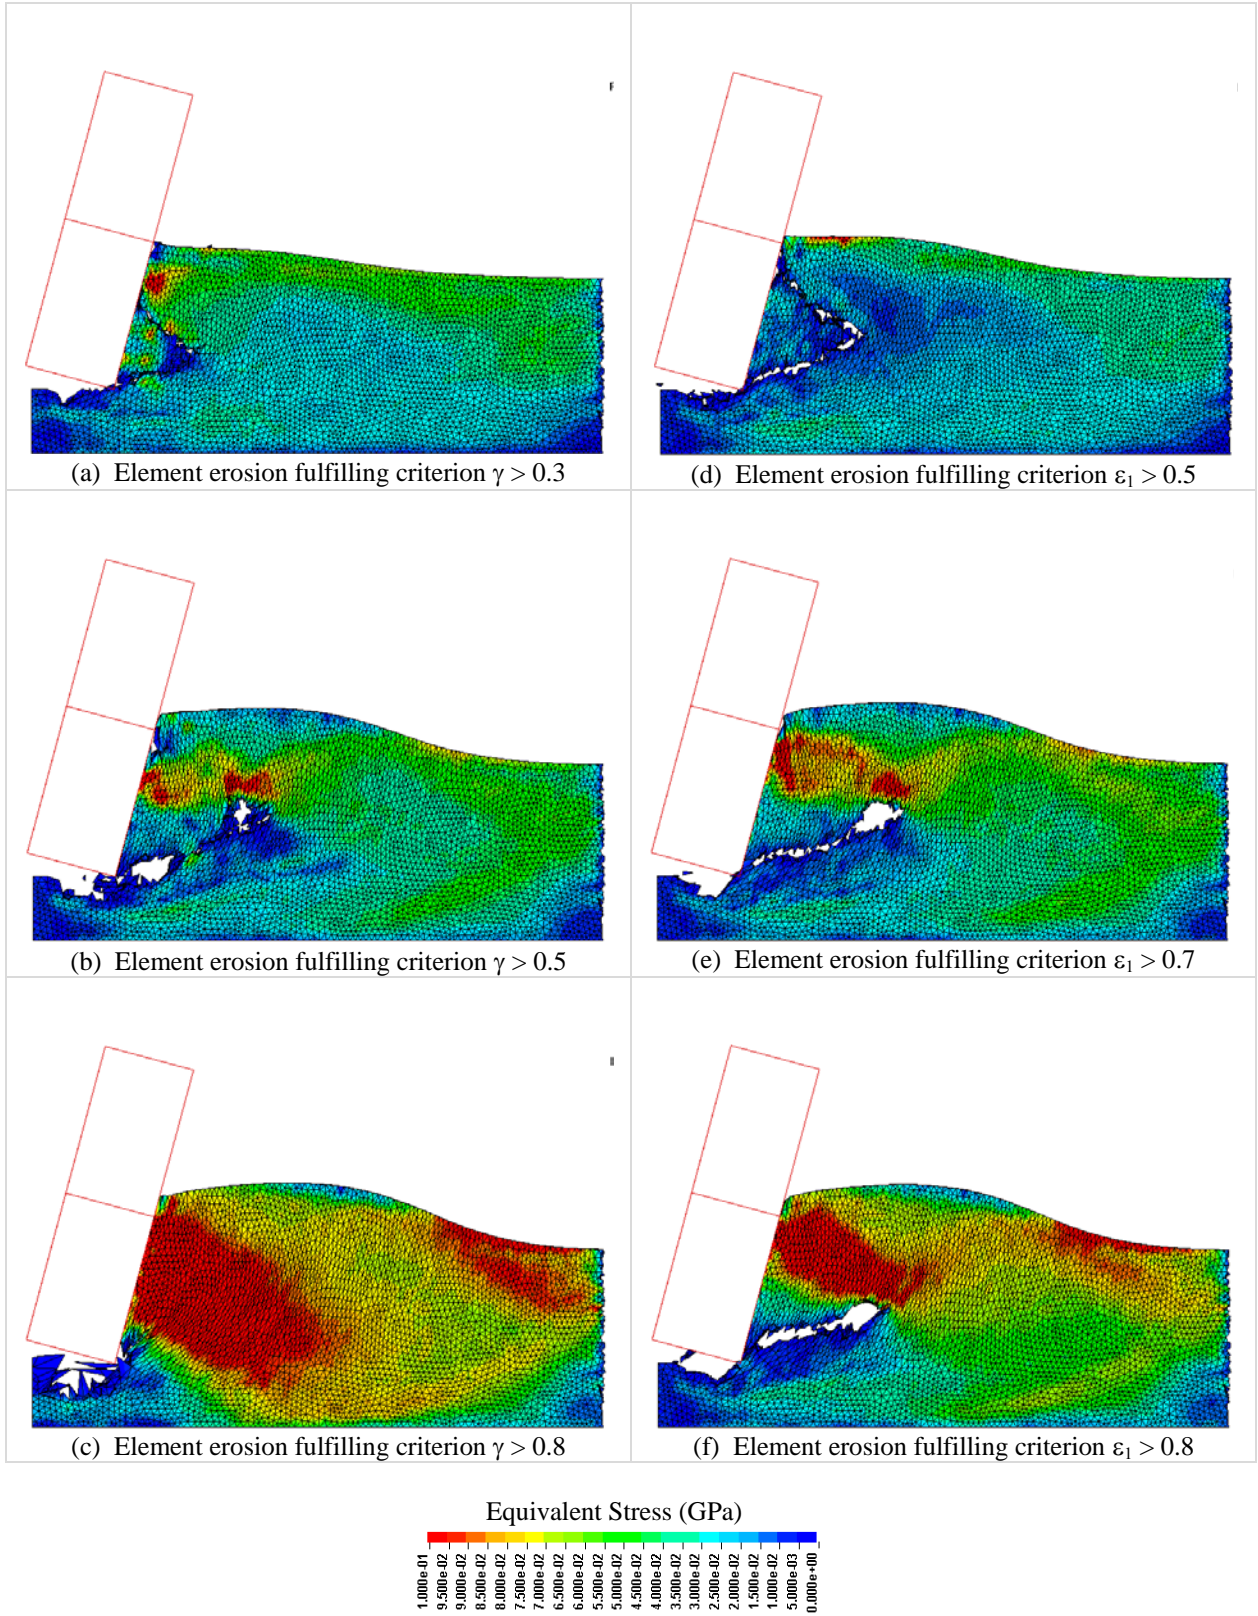 (a) Element erosion fulfilling criterion γ > 0.3
(d) Element erosion fulfilling criterion ε₁ > 0.5
(b) Element erosion fulfilling criterion γ > 0.5
(e) Element erosion fulfilling criterion ε₁ > 0.7
(c) Element erosion fulfilling criterion γ > 0.8
(f) Element erosion fulfilling criterion ε₁ > 0.8
Equivalent Stress (GPa)
1.000e-01
9.500e-02
9.000e-02
8.500e-02
8.000e-02
7.500e-02
7.000e-02
6.500e-02
6.000e-02
5.500e-02
5.000e-02
4.500e-02
4.000e-02
3.500e-02
3.000e-02
2.500e-02
2.000e-02
1.500e-02
1.000e-02
5.000e-03
0.000e+00